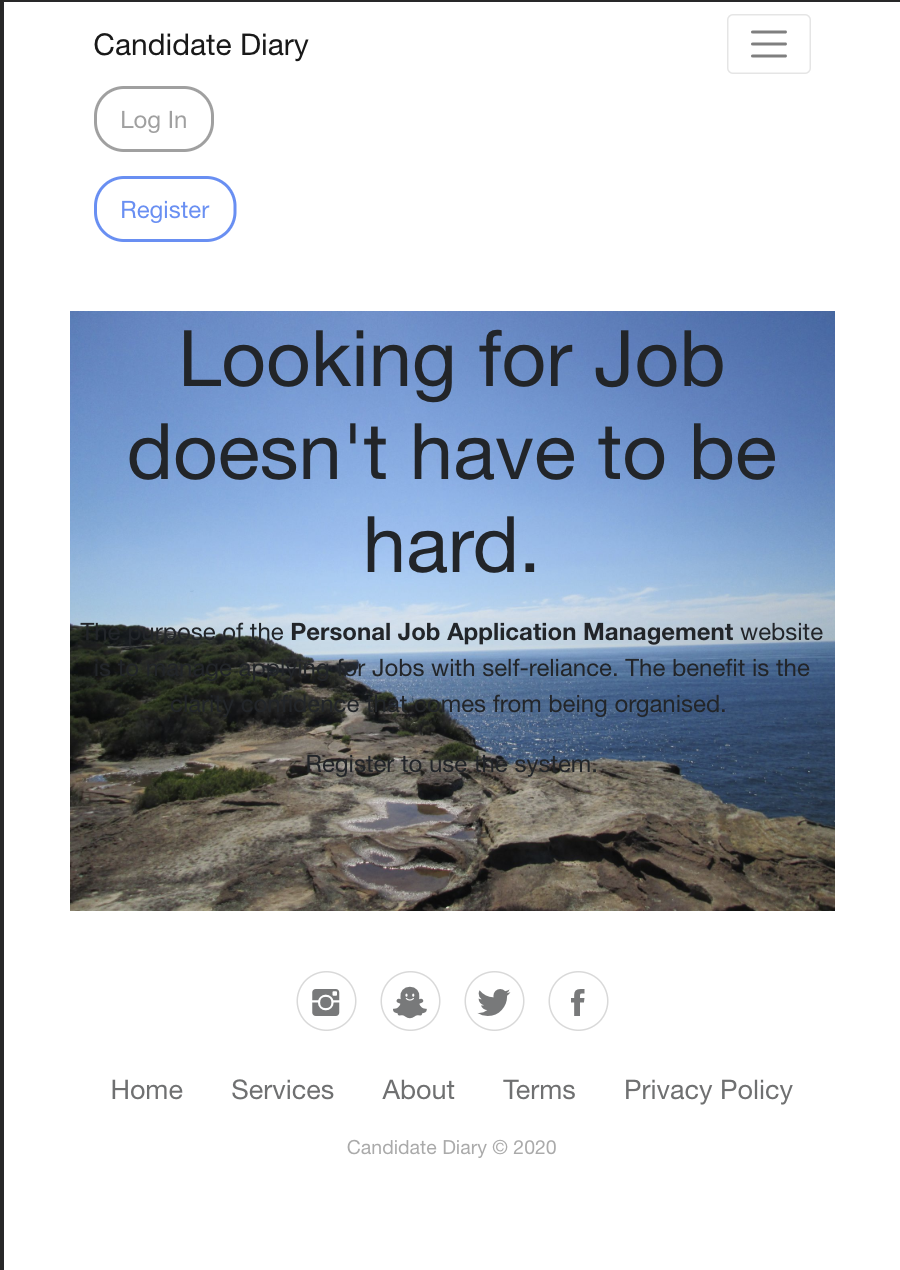 Candidate Diary
Log In
Register
Looking for Job
doesn't have to be
hard.
The purpose of the Personal Job Application Management website
is to manage applying for Jobs with self-reliance. The benefit is the
confidence that comes from being organised.
Register to use the system.
Home Services About Terms Privacy Policy
Candidate Diary © 2020